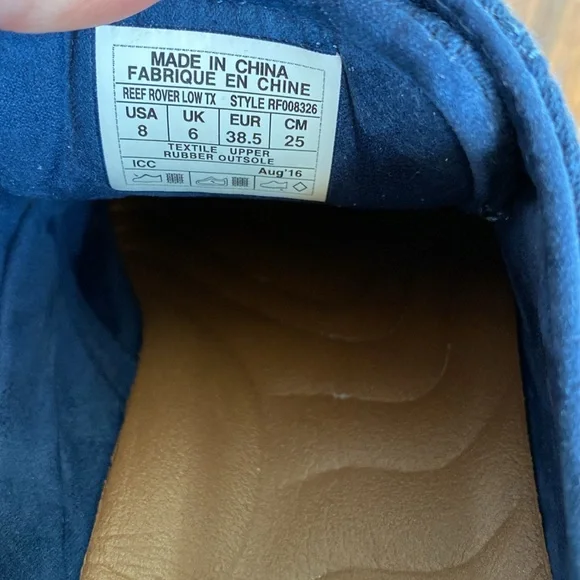 MADE IN CHINA
FABRIQUE EN CHINE
REEF ROVER LOW TX STYLE RF008326
USA UK EUR CM
8 6 38.5 25
TEXTILE UPPER
RUBBER OUTSOLE
ICC Aug'16